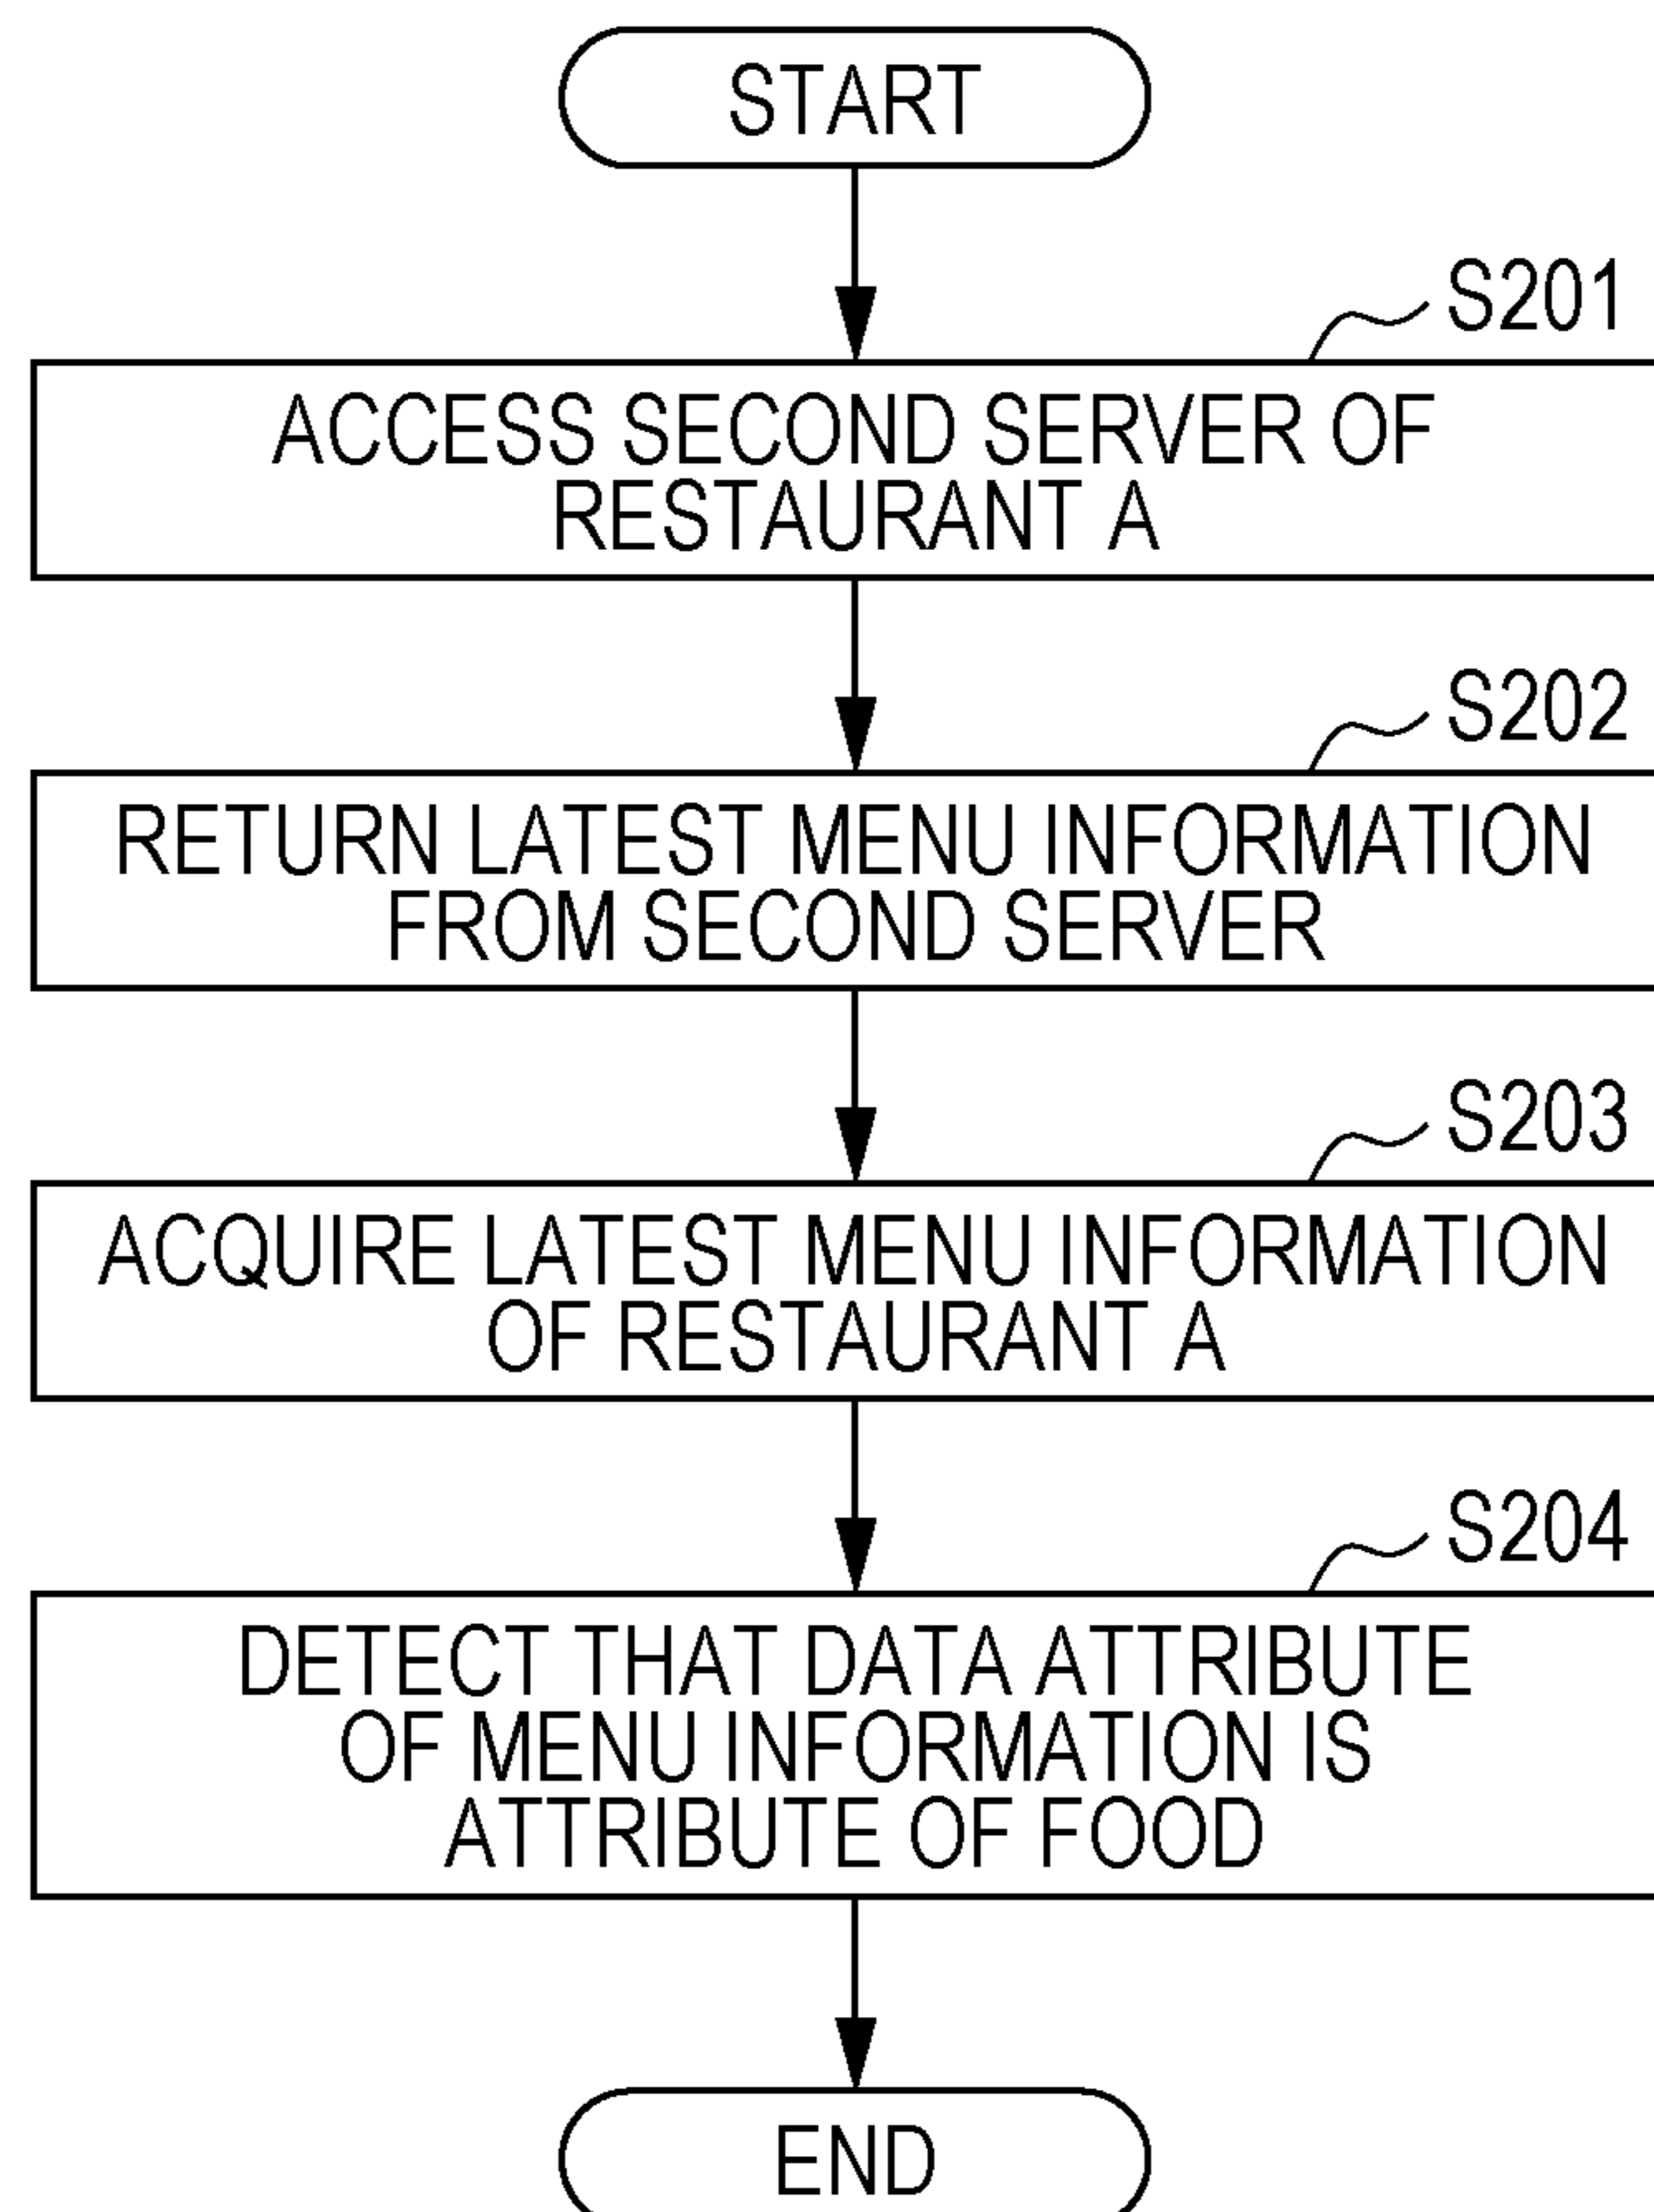 START
S201
ACCESS SECOND SERVER OF
RESTAURANT A
S202
RETURN LATEST MENU INFORMATION
FROM SECOND SERVER
S203
ACQUIRE LATEST MENU INFORMATION
OF RESTAURANT A
S204
DETECT THAT DATA ATTRIBUTE
OF MENU INFORMATION IS
ATTRIBUTE OF FOOD
END